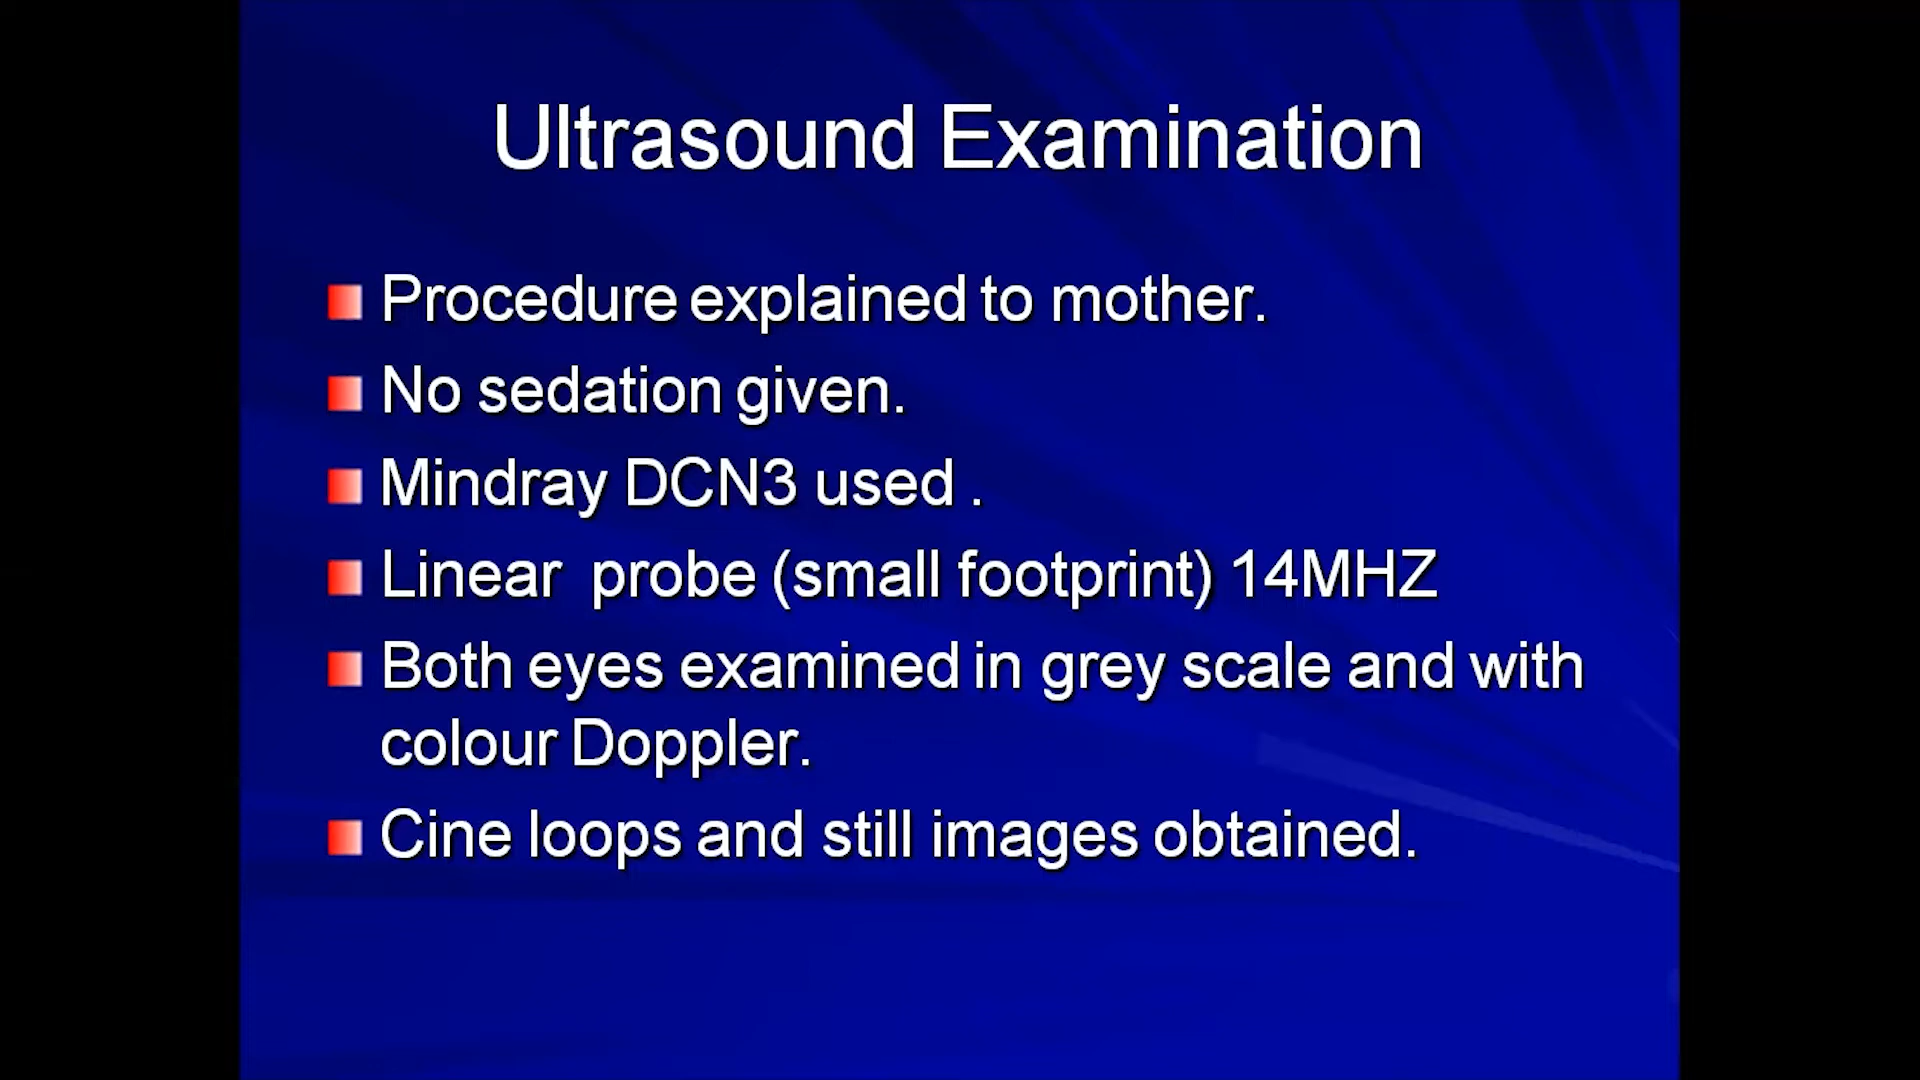 Ultrasound Examination
Procedure explained to mother.
No sedation given.
Mindray DCN3 used .
Linear probe (small footprint) 14MHZ
Both eyes examined in grey scale and with
colour Doppler.
Cine loops and still images obtained.